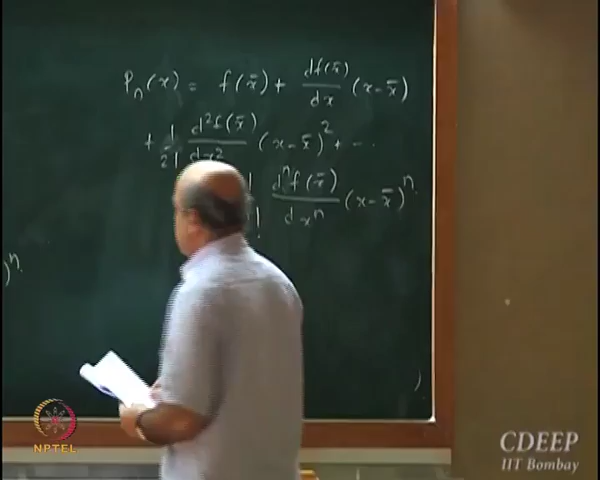 Pₙ(x) = f(x̄) + df(x̄)/dx (x-x̄)
+ 1/2! d²f(x̄)/dx² (x-x̄)² + ...
dⁿf(x̄)/dxⁿ (x-x̄)ⁿ.
)ⁿ.
NPTEL
CDEEP
IIT Bombay